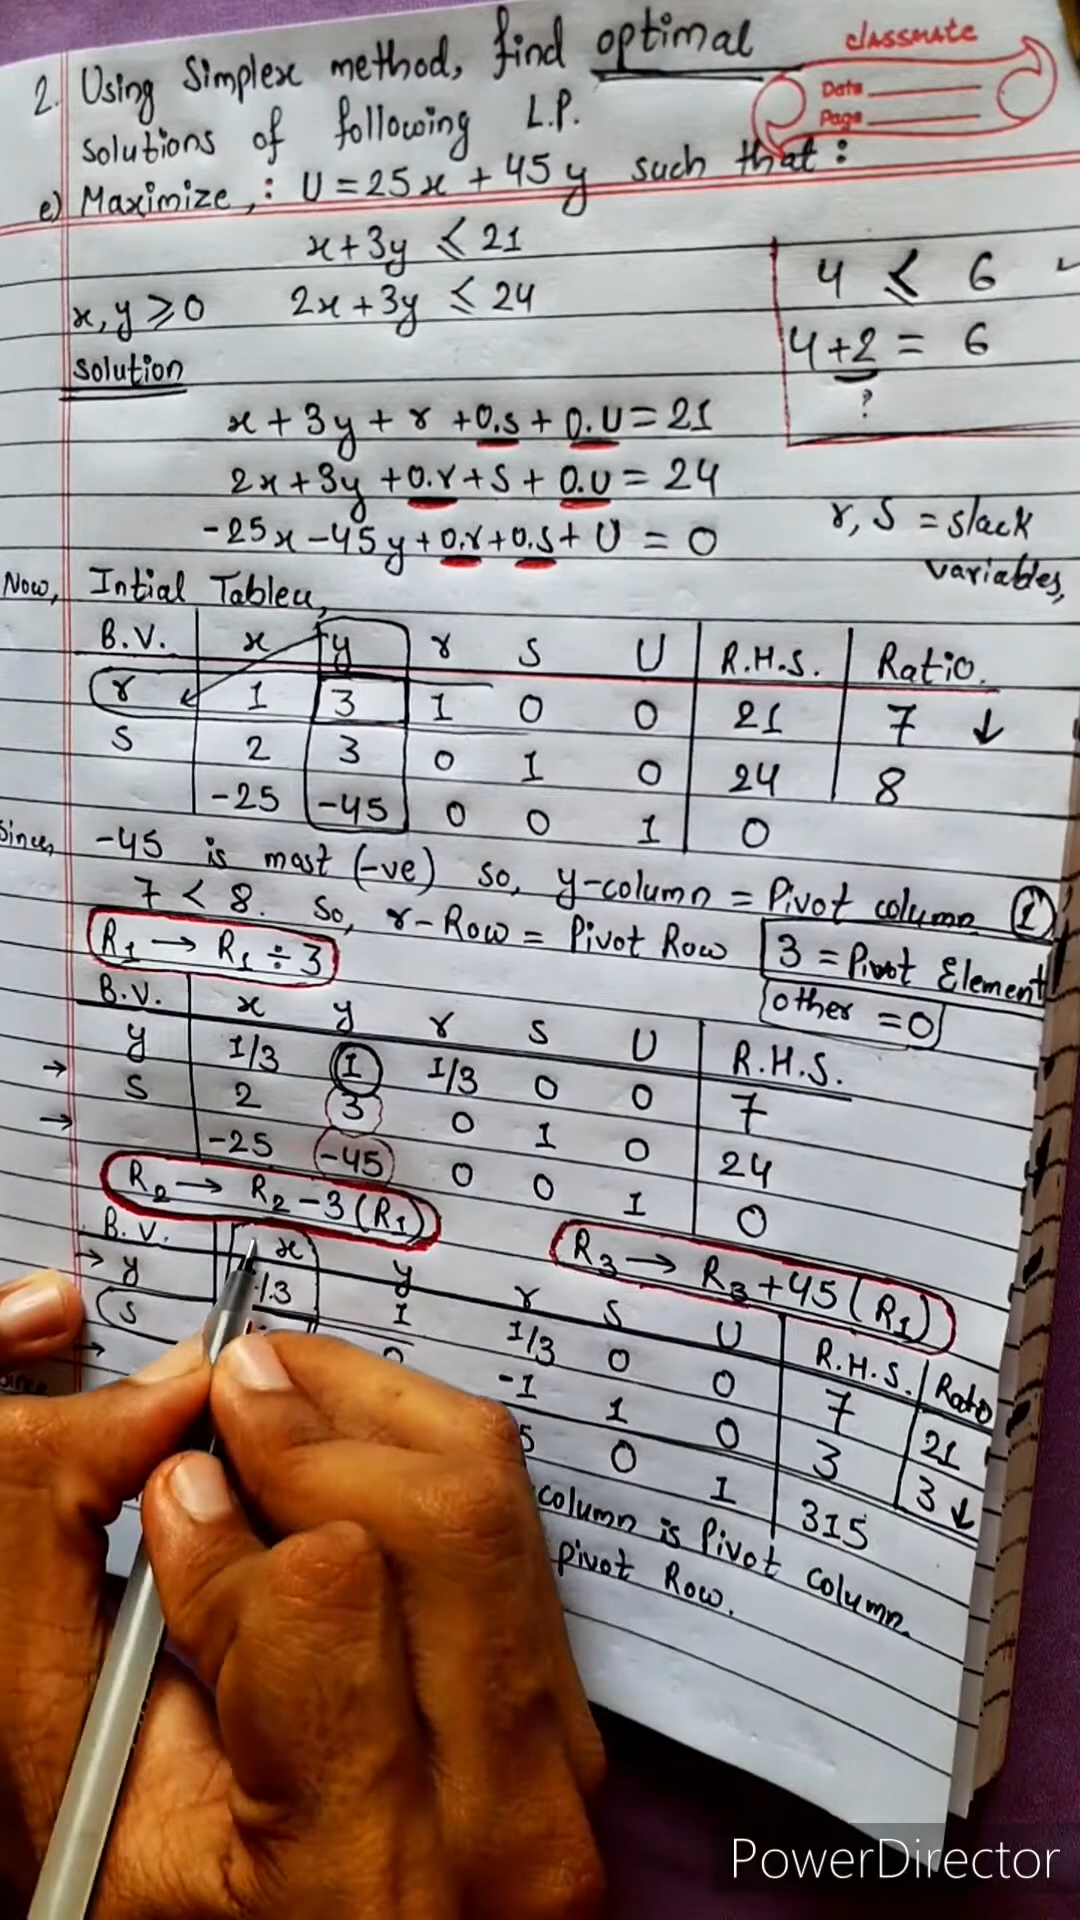 classmate
Date
Page
2. Using Simplex method, find optimal
solutions of following L.P.
e) Maximize,: U = 25x + 45y such that:
x + 3y ≤ 21
x, y ≥ 0 2x + 3y ≤ 24
4 ≤ 6
4 + 2 = 6
?
Solution
x + 3y + r + 0.s + 0.U = 21
2x + 3y + 0.r + s + 0.U = 24
-25x - 45y + 0.r + 0.s + U = 0
r, s = slack
variables,
Now, Intial Tableu,
B.V. x y r S U R.H.S. Ratio.
r 1 3 1 0 0 21 7 ↓
S 2 3 0 1 0 24 8
-25 -45 0 0 1 0
Since, -45 is most (-ve) so, y-column = Pivot column 1
7 < 8. So, r-Row = Pivot Row 3 = Pivot Element
R1 → R1 ÷ 3 other = 0
B.V. x y r S U R.H.S.
y 1/3 1 1/3 0 0 7
→ S 2 3 0 1 0 24
→ -25 -45 0 0 1 0
R2 → R2 - 3(R1) R3 → R3 + 45(R1)
B.V. x y r S U R.H.S. Ratio
→ y 1 1/3 0 0 7 21
S 0 -1 1 0 3 3 ↓
→ 0 1 315
column is Pivot column.
pivot Row.
PowerDirector